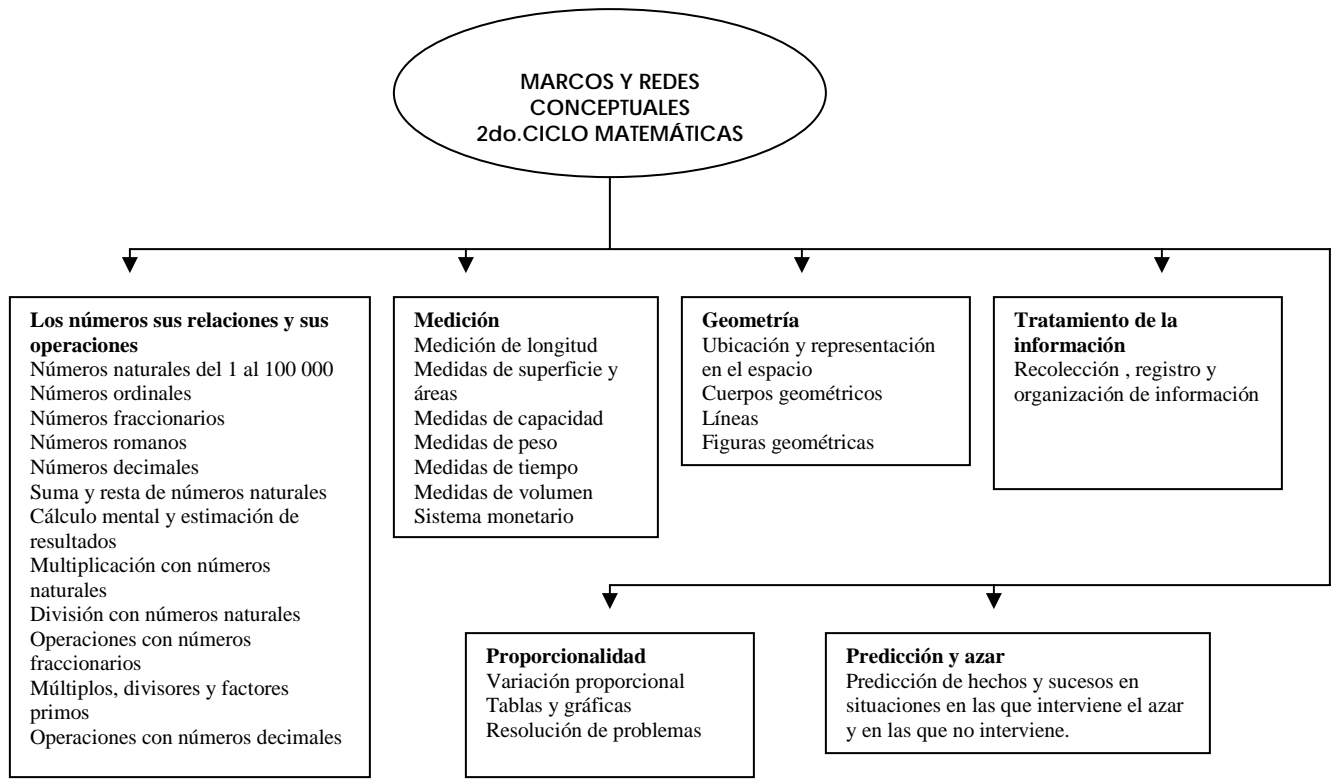 MARCOS Y REDES
CONCEPTUALES
2do.CICLO MATEMÁTICAS
Los números sus relaciones y sus
operaciones
Números naturales del 1 al 100 000
Números ordinales
Números fraccionarios
Números romanos
Números decimales
Suma y resta de números naturales
Cálculo mental y estimación de
resultados
Multiplicación con números
naturales
División con números naturales
Operaciones con números
fraccionarios
Múltiplos, divisores y factores
primos
Operaciones con números decimales
Medición
Medición de longitud
Medidas de superficie y
áreas
Medidas de capacidad
Medidas de peso
Medidas de tiempo
Medidas de volumen
Sistema monetario
Geometría
Ubicación y representación
en el espacio
Cuerpos geométricos
Líneas
Figuras geométricas
Tratamiento de la
información
Recolección , registro y
organización de información
Proporcionalidad
Variación proporcional
Tablas y gráficas
Resolución de problemas
Predicción y azar
Predicción de hechos y sucesos en
situaciones en las que interviene el azar
y en las que no interviene.